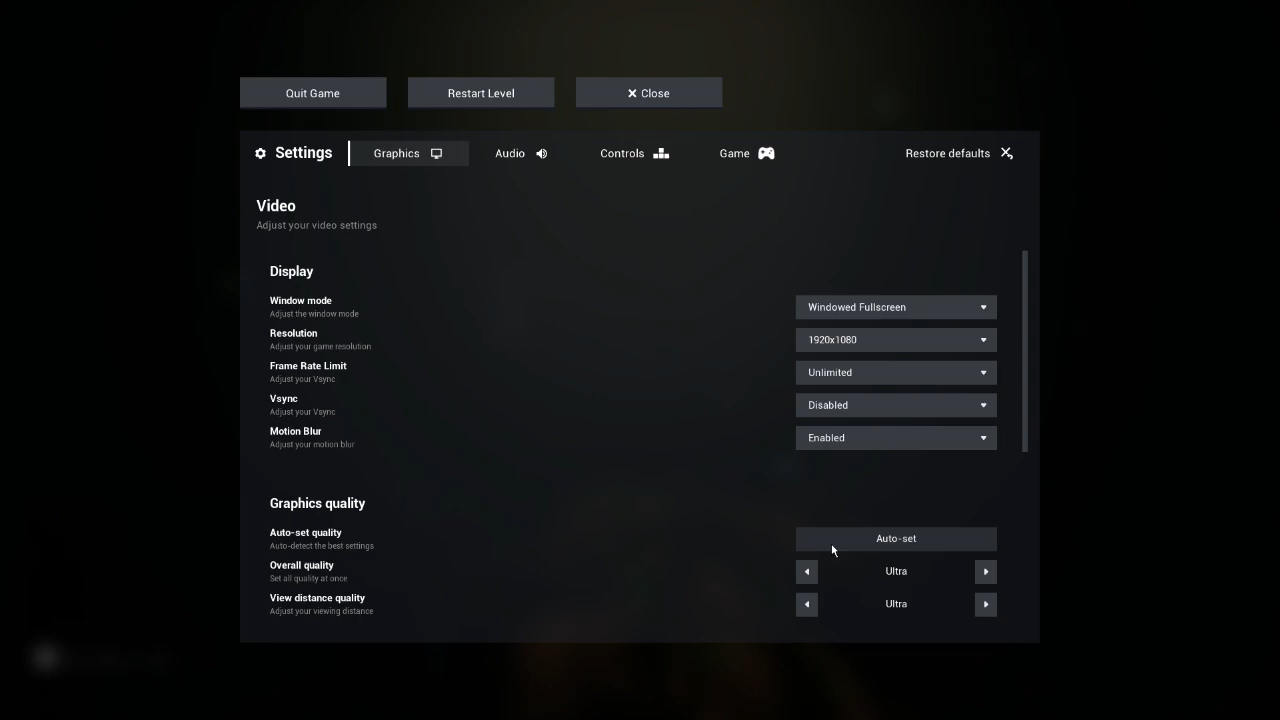 Quit Game
Restart Level
Close
Settings
Graphics
Audio
Controls
Game
Restore defaults
Video
Adjust your video settings
Display
Window mode
Windowed Fullscreen
Adjust the window mode
Resolution
1920x1080
Adjust your game resolution
Frame Rate Limit
Unlimited
Adjust your Vsync
Vsync
Disabled
Adjust your Vsync
Motion Blur
Enabled
Adjust your motion blur
Graphics quality
Auto-set quality
Auto-set
Auto-detect the best settings
Overall quality
Ultra
Set all quality at once
View distance quality
Ultra
Adjust your viewing distance